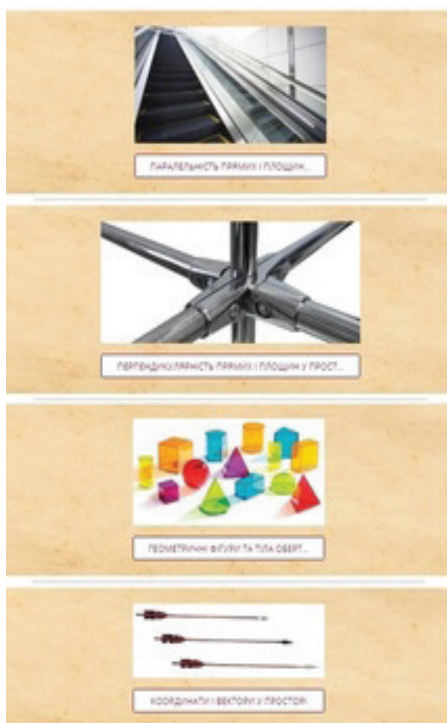 ПАРАЛЕЛЬНІСТЬ ПРЯМИХ І ПЛОЩИН...
ПЕРПЕНДИКУЛЯРНІСТЬ ПРЯМИХ І ПЛОЩИН У ПРОСТ...
ГЕОМЕТРИЧНІ ФІГУРИ ТА ТІЛА ОБЕРТ...
КООРДИНАТИ І ВЕКТОРИ У ПРОСТОРІ